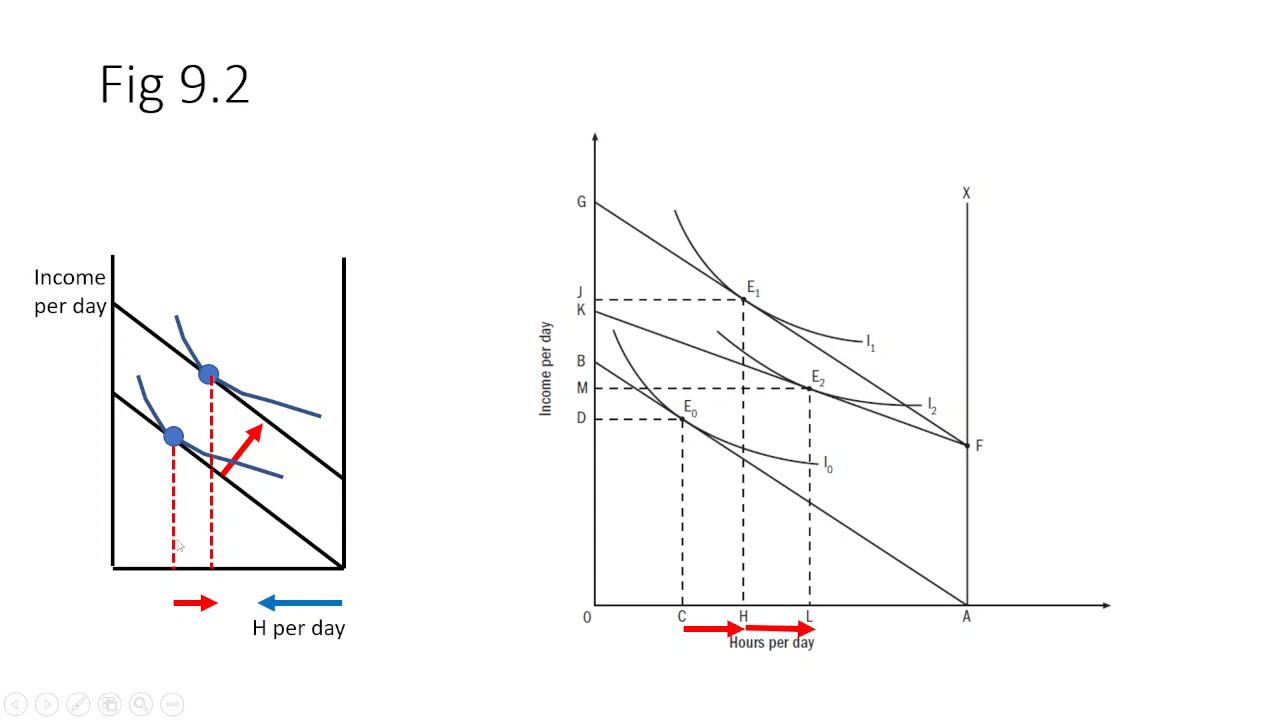 Fig 9.2
Income
per day
H per day
Income per day
G
J
K
B
M
D
E1
I1
E2
I2
E0
I0
X
F
0
C
H
L
A
Hours per day